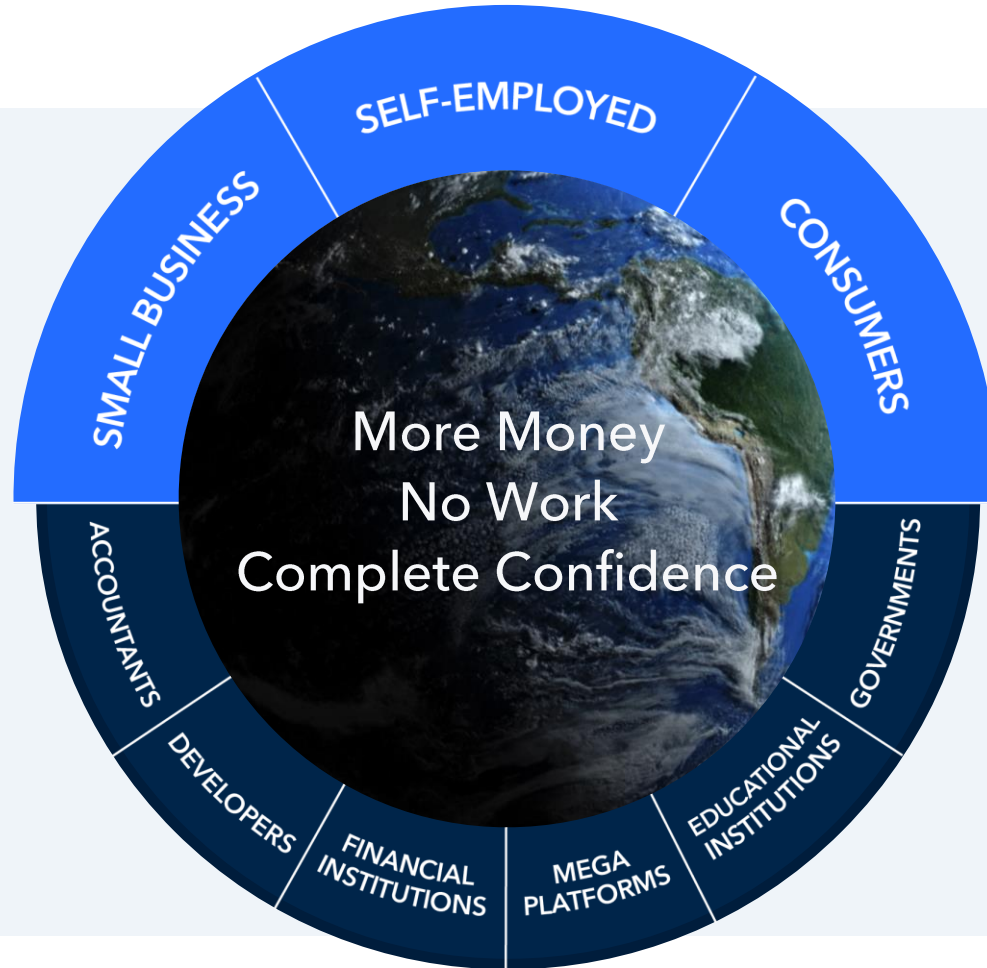 SELF-EMPLOYED
SMALL BUSINESS
CONSUMERS
More Money
No Work
Complete Confidence
ACCOUNTANTS
DEVELOPERS
FINANCIAL
INSTITUTIONS
MEGA
PLATFORMS
EDUCATIONAL
INSTITUTIONS
GOVERNMENTS